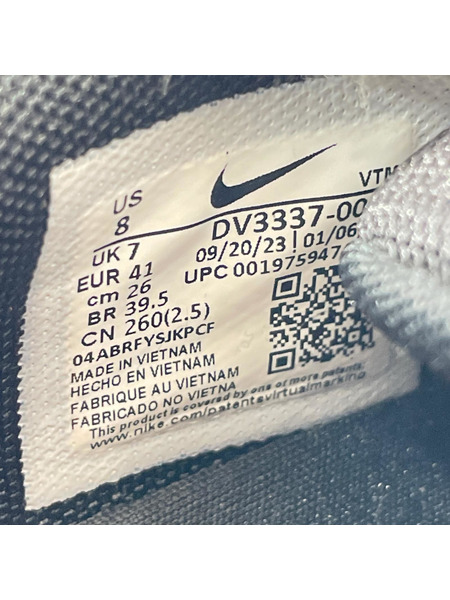 US
8
UK 7
EUR 41
cm 26
BR 39.5
CN 260(2.5)
04ABRFYSJKPCF
MADE IN VIETNAM
HECHO EN VIETNAM
FABRIQUE AU VIETNAM
FABRICADO NO VIETNA
This product is covered by one or more patents.
www.nike.com/patentsvirtualmarking
VTM
DV3337-00
09/20/23 | 01/06
UPC 001975947